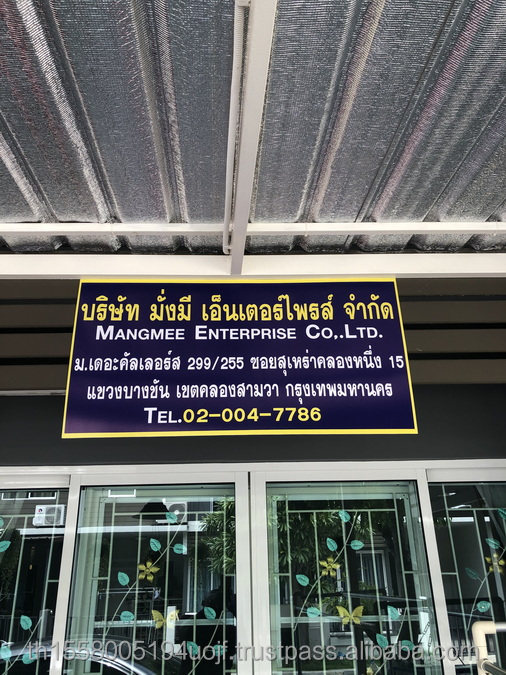 บริษัท มั่งมี เอ็นเตอร์ไพรส์ จำกัด
MANGMEE ENTERPRISE CO,.LTD.
ม.เดอะคัลเลอร์ส 299/255 ซอยสุเหร่าคลองหนึ่ง 15
แขวงบางชัน เขตคลองสามวา กรุงเทพมหานคร
TEL.02-004-7786
th1558005194uojf.trustpass.alibaba.com